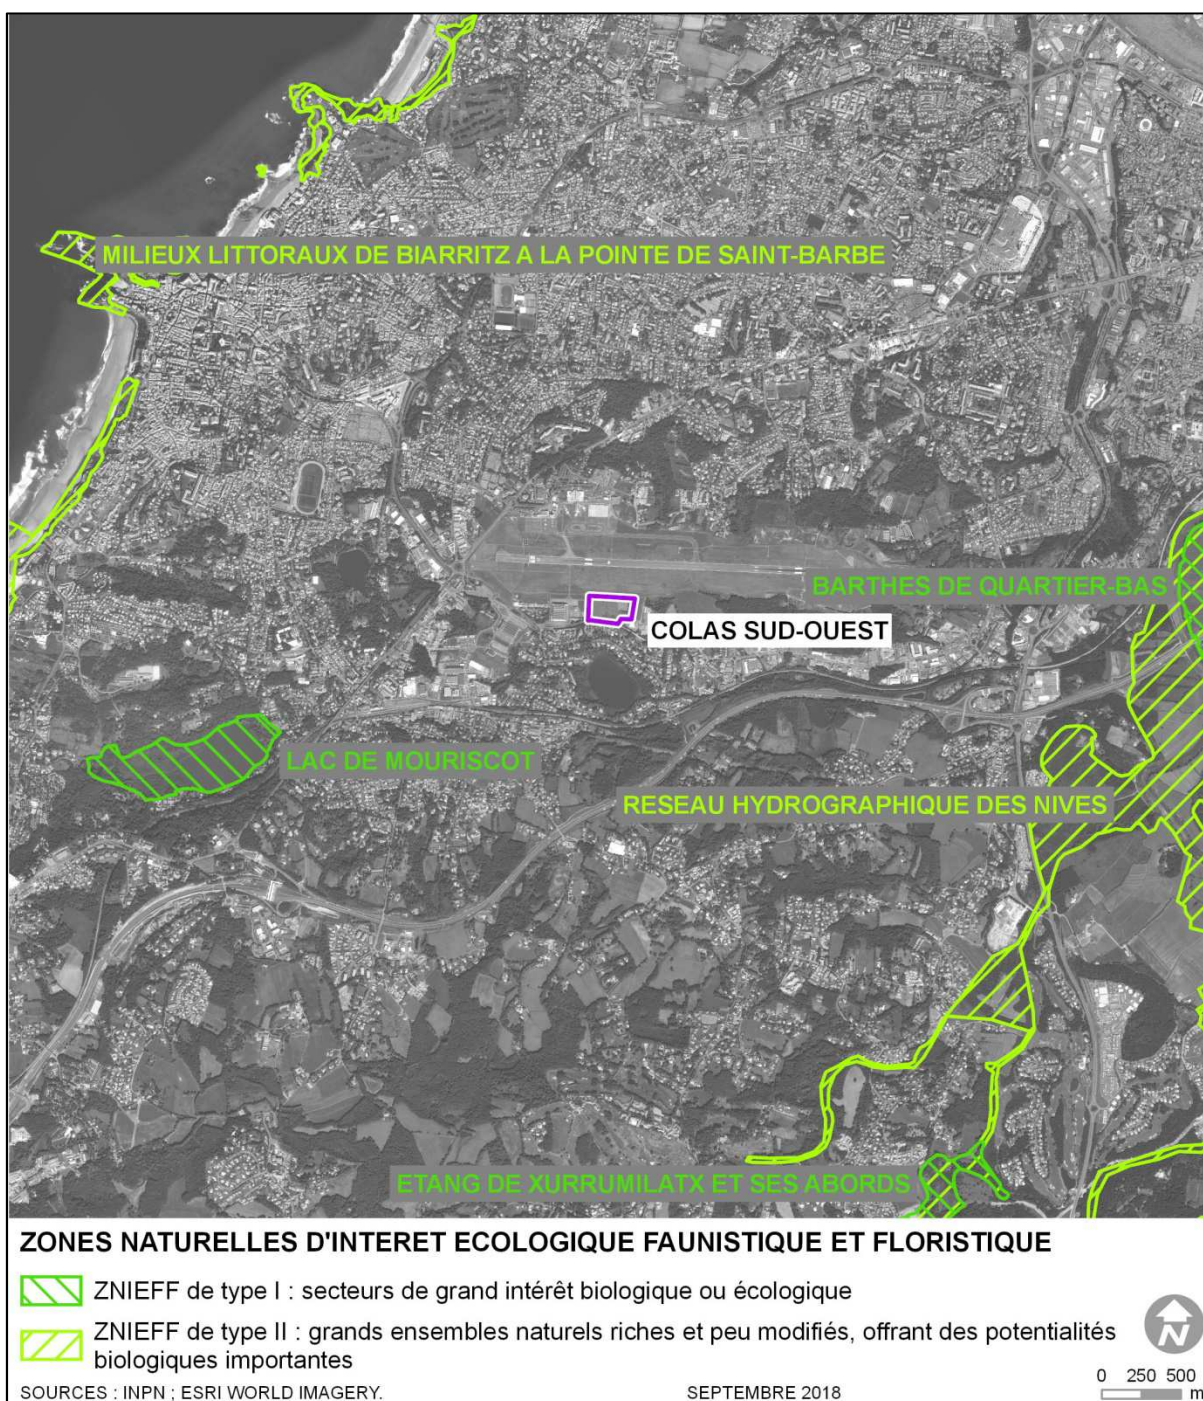 MILIEUX LITTORAUX DE BIARRITZ A LA POINTE DE SAINT-BARBE
BARTHES DE QUARTIER-BAS
COLAS SUD-OUEST
LAC DE MOURISCOT
RESEAU HYDROGRAPHIQUE DES NIVES
ETANG DE XURRUMILATX ET SES ABORDS
ZONES NATURELLES D'INTERET ECOLOGIQUE FAUNISTIQUE ET FLORISTIQUE
ZNIEFF de type I : secteurs de grand intérêt biologique ou écologique
ZNIEFF de type II : grands ensembles naturels riches et peu modifiés, offrant des potentialités
biologiques importantes
N
0 250 500
m
SOURCES : INPN ; ESRI WORLD IMAGERY.
SEPTEMBRE 2018